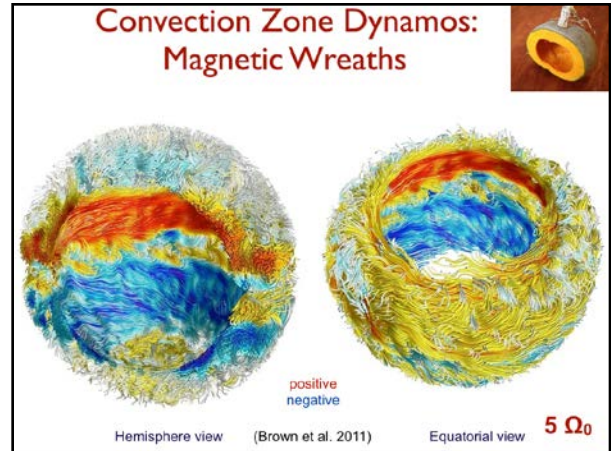 Convection Zone Dynamos:
Magnetic Wreaths
positive
negative
Hemisphere view (Brown et al. 2011) Equatorial view 5 Ω₀